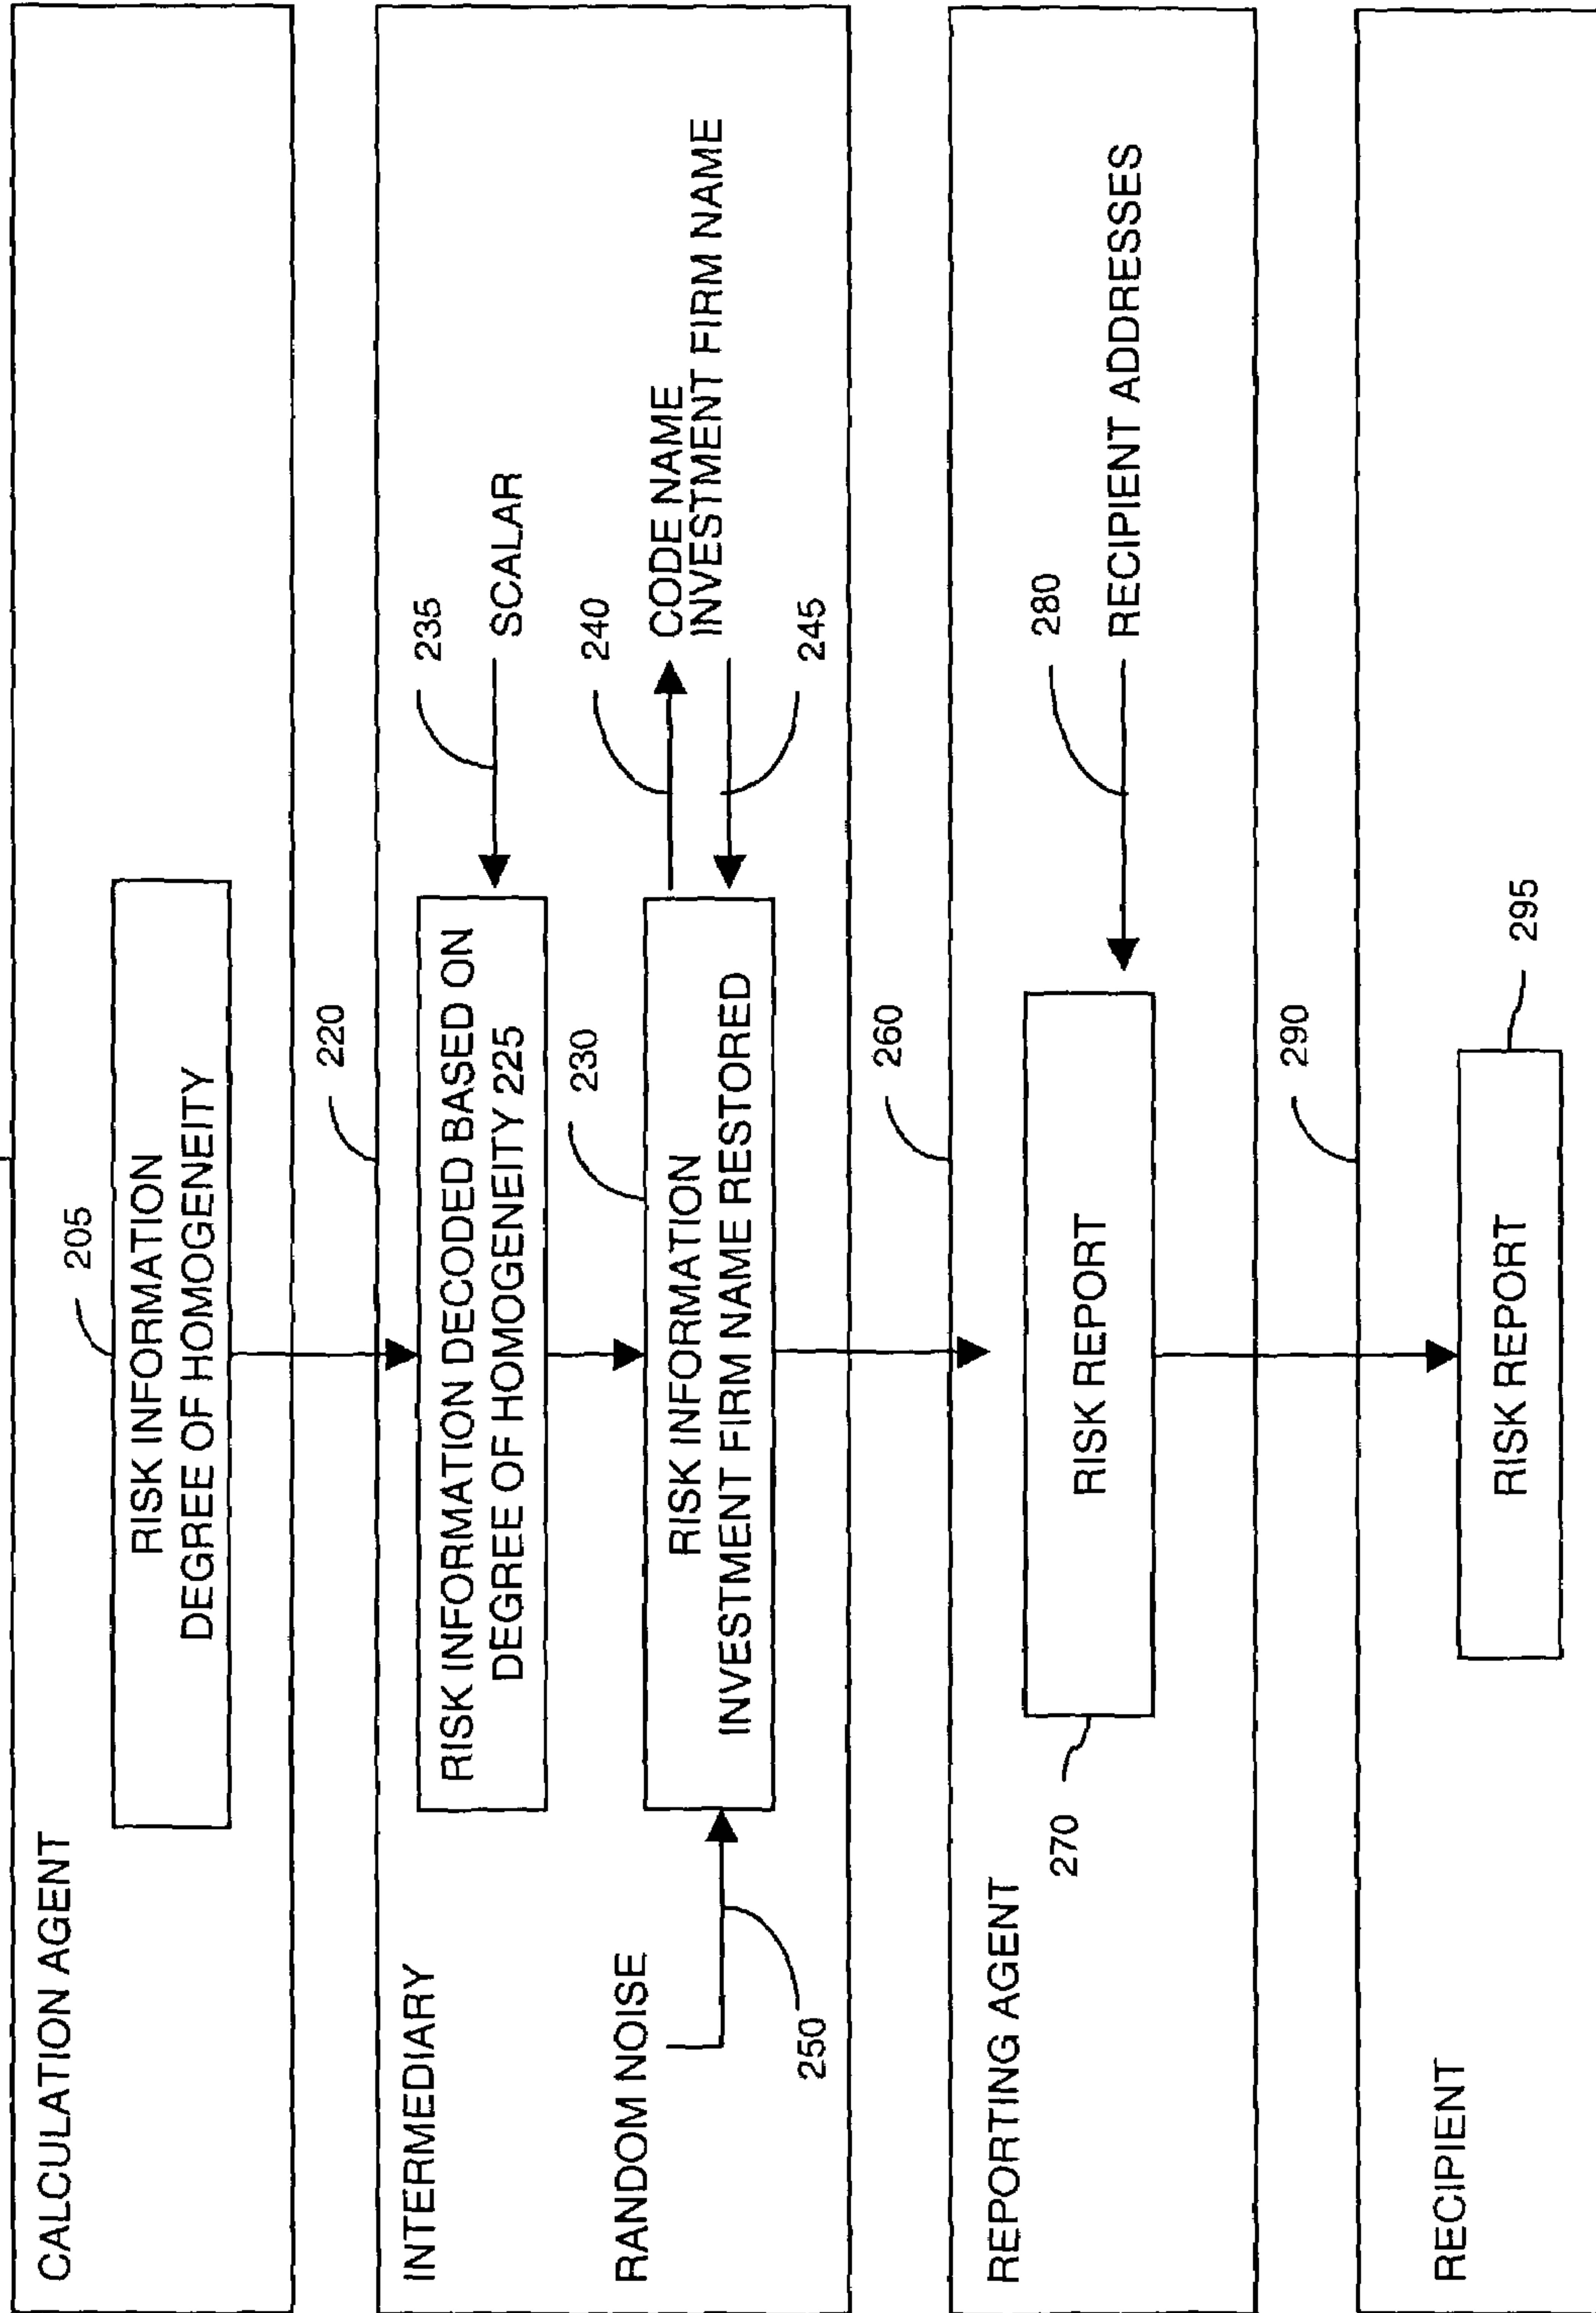 CALCULATION AGENT
205
RISK INFORMATION
DEGREE OF HOMOGENEITY
220
INTERMEDIARY
RISK INFORMATION DECODED BASED ON
DEGREE OF HOMOGENEITY 225
235
SCALAR
RANDOM NOISE
250
230
RISK INFORMATION
INVESTMENT FIRM NAME RESTORED
240
CODE NAME
INVESTMENT FIRM NAME
245
260
REPORTING AGENT
270
RISK REPORT
280
RECIPIENT ADDRESSES
290
RECIPIENT
RISK REPORT
295